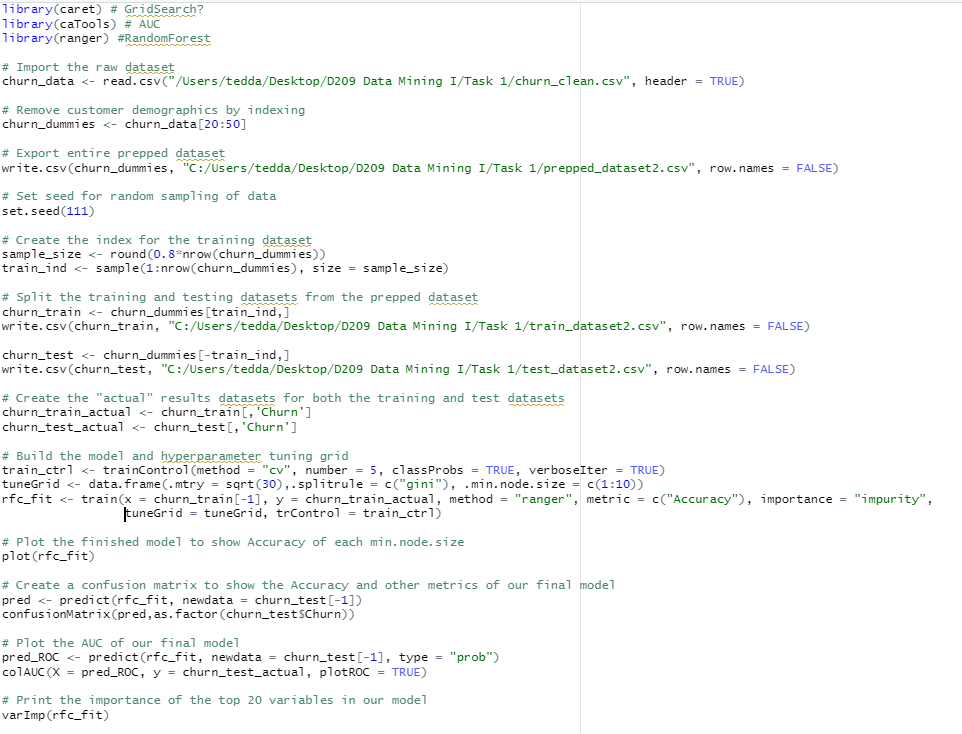 library(caret) # GridSearch?
library(caTools) # AUC
library(ranger) #RandomForest
# Import the raw dataset
churn_data <- read.csv("/Users/tedda/Desktop/D209 Data Mining I/Task 1/churn_clean.csv", header = TRUE)
# Remove customer demographics by indexing
churn_dummies <- churn_data[20:50]
# Export entire prepped dataset
write.csv(churn_dummies, "C:/Users/tedda/Desktop/D209 Data Mining I/Task 1/prepped_dataset2.csv", row.names = FALSE)
# Set seed for random sampling of data
set.seed(111)
# Create the index for the training dataset
sample_size <- round(0.8*nrow(churn_dummies))
train_ind <- sample(1:nrow(churn_dummies), size = sample_size)
# Split the training and testing datasets from the prepped dataset
churn_train <- churn_dummies[train_ind,]
write.csv(churn_train, "C:/Users/tedda/Desktop/D209 Data Mining I/Task 1/train_dataset2.csv", row.names = FALSE)
churn_test <- churn_dummies[-train_ind,]
write.csv(churn_test, "C:/Users/tedda/Desktop/D209 Data Mining I/Task 1/test_dataset2.csv", row.names = FALSE)
# Create the "actual" results datasets for both the training and test datasets
churn_train_actual <- churn_train[,'Churn']
churn_test_actual <- churn_test[,'Churn']
# Build the model and hyperparameter tuning grid
train_ctrl <- trainControl(method = "cv", number = 5, classProbs = TRUE, verboseIter = TRUE)
tuneGrid <- data.frame(.mtry = sqrt(30),.splitrule = c("gini"), .min.node.size = c(1:10))
rfc_fit <- train(x = churn_train[-1], y = churn_train_actual, method = "ranger", metric = c("Accuracy"), importance = "impurity",
tuneGrid = tuneGrid, trControl = train_ctrl)
# Plot the finished model to show Accuracy of each min.node.size
plot(rfc_fit)
# Create a confusion matrix to show the Accuracy and other metrics of our final model
pred <- predict(rfc_fit, newdata = churn_test[-1])
confusionMatrix(pred,as.factor(churn_test$Churn))
# Plot the AUC of our final model
pred_ROC <- predict(rfc_fit, newdata = churn_test[-1], type = "prob")
colAUC(X = pred_ROC, y = churn_test_actual, plotROC = TRUE)
# Print the importance of the top 20 variables in our model
varImp(rfc_fit)